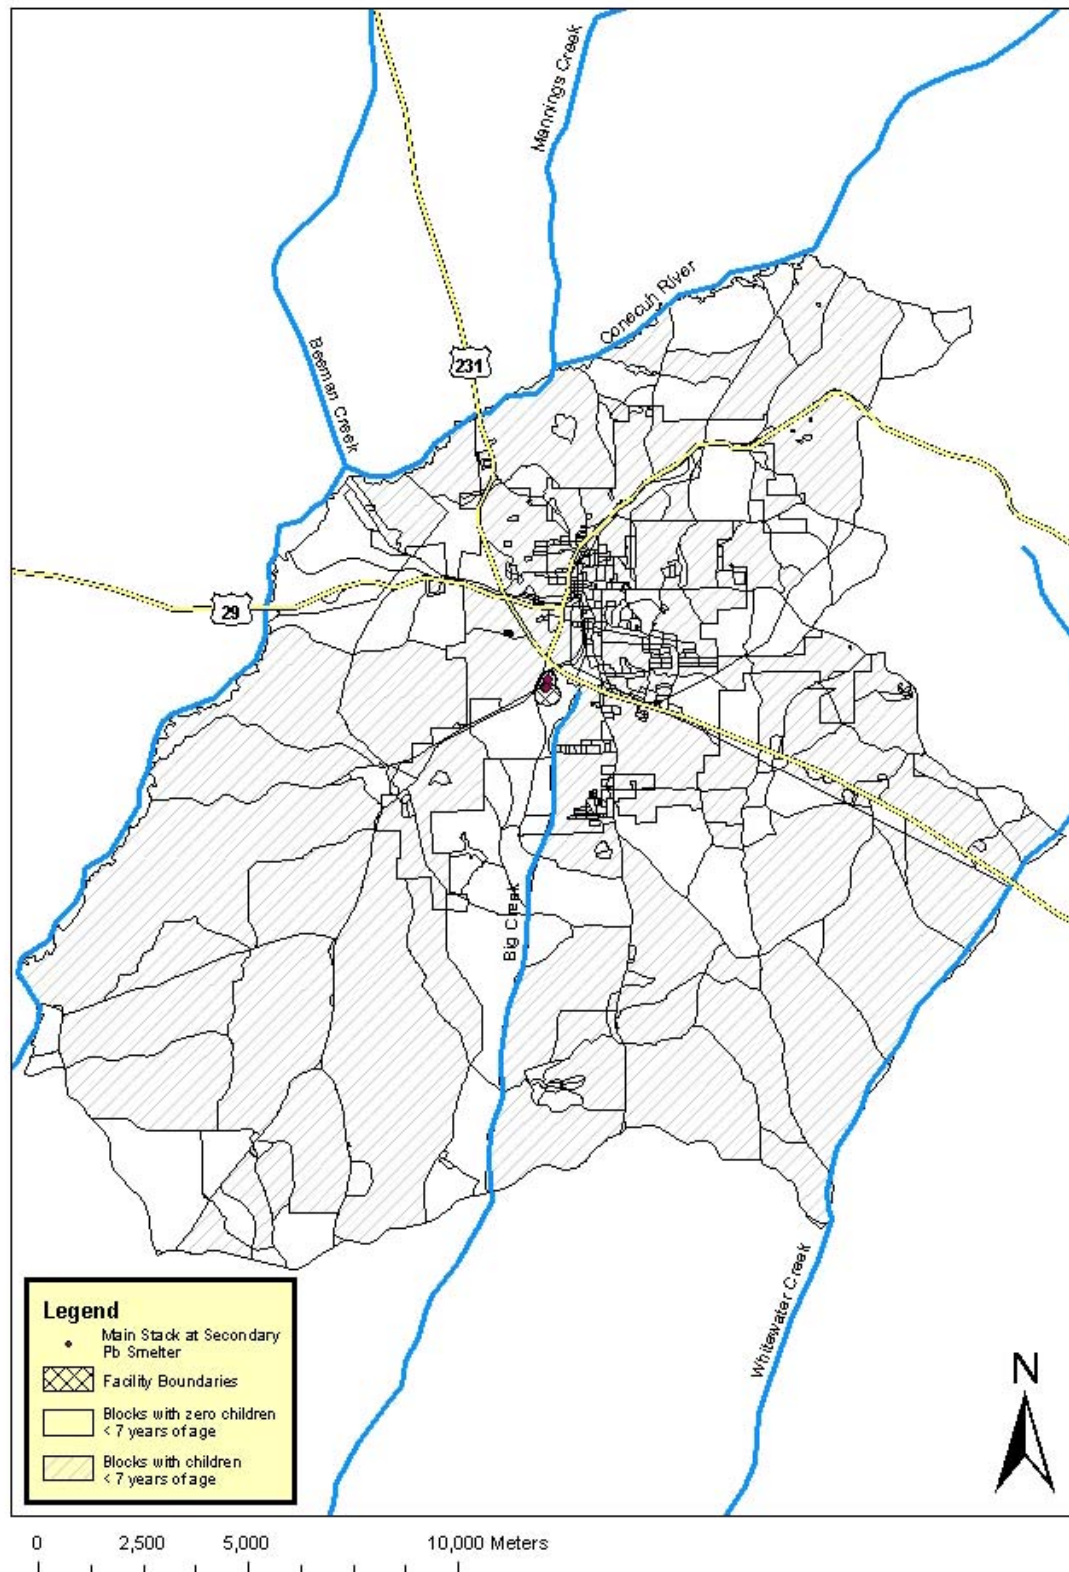 Mannings Creek
Conecuh River
231
Beeman Creek
29
Big Creek
Whitewater Creek
Legend
Main Stack at Secondary
Pb Smelter
Facility Boundaries
Blocks with zero children
< 7 years of age
Blocks with children
< 7 years of age
N
0 2,500 5,000 10,000 Meters